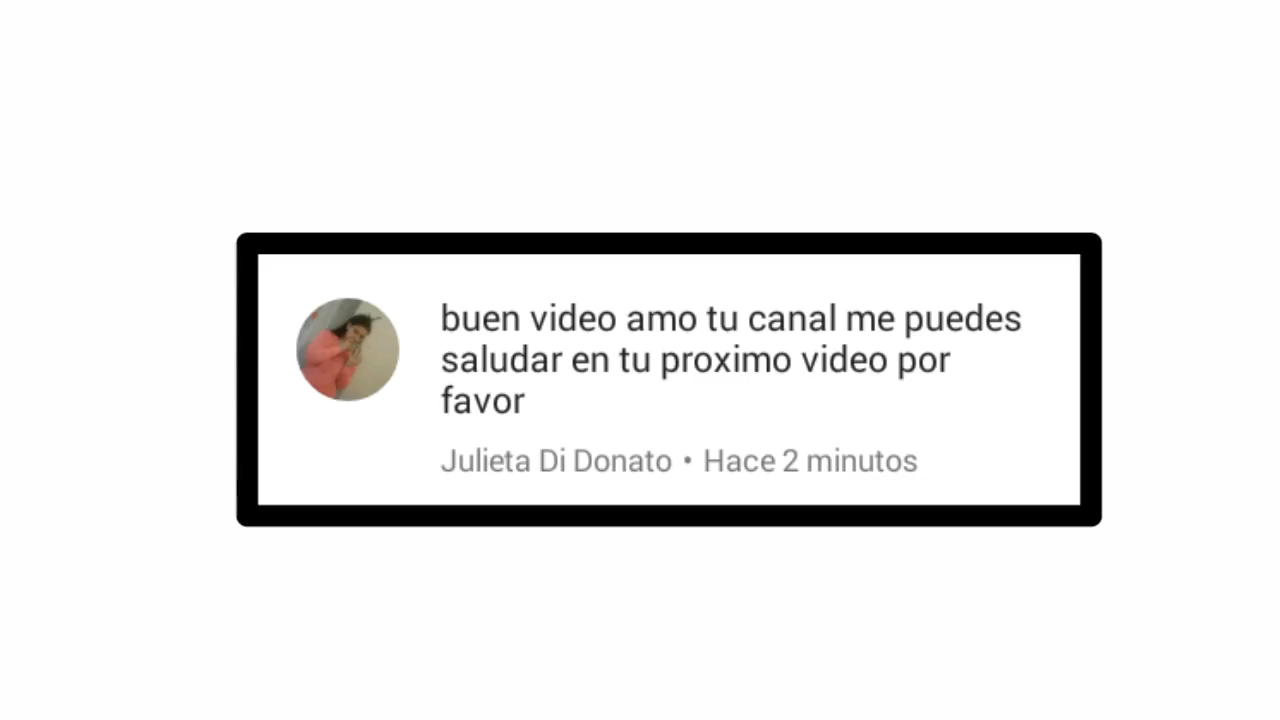 buen video amo tu canal me puedes
saludar en tu proximo video por
favor
Julieta Di Donato • Hace 2 minutos